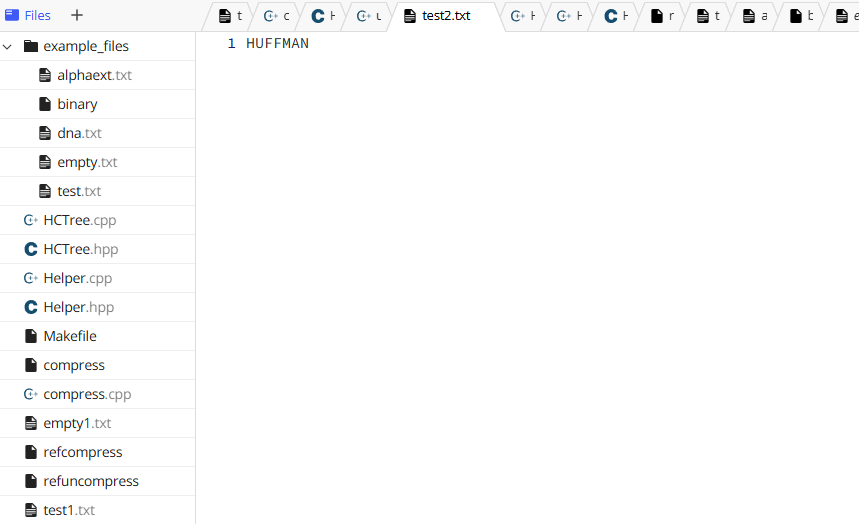 Files +
t
c
H
u
test2.txt
H
H
H
r
t
a
b
e
1 HUFFMAN
example_files
alphaext.txt
binary
dna.txt
empty.txt
test.txt
HCTree.cpp
HCTree.hpp
Helper.cpp
Helper.hpp
Makefile
compress
compress.cpp
empty1.txt
refcompress
refuncompress
test1.txt